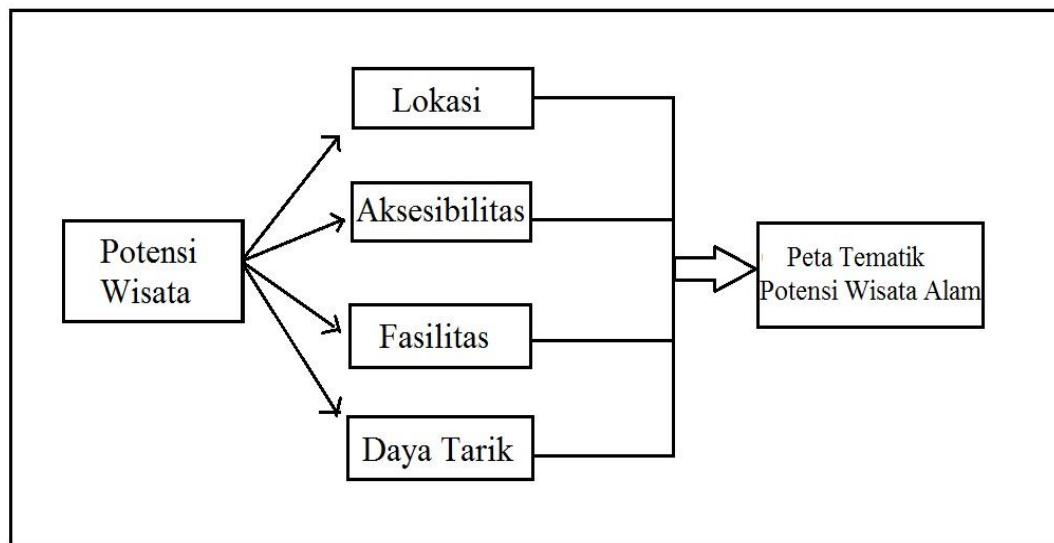 Potensi
Wisata
Lokasi
Aksesibilitas
Fasilitas
Daya Tarik
Peta Tematik
Potensi Wisata Alam